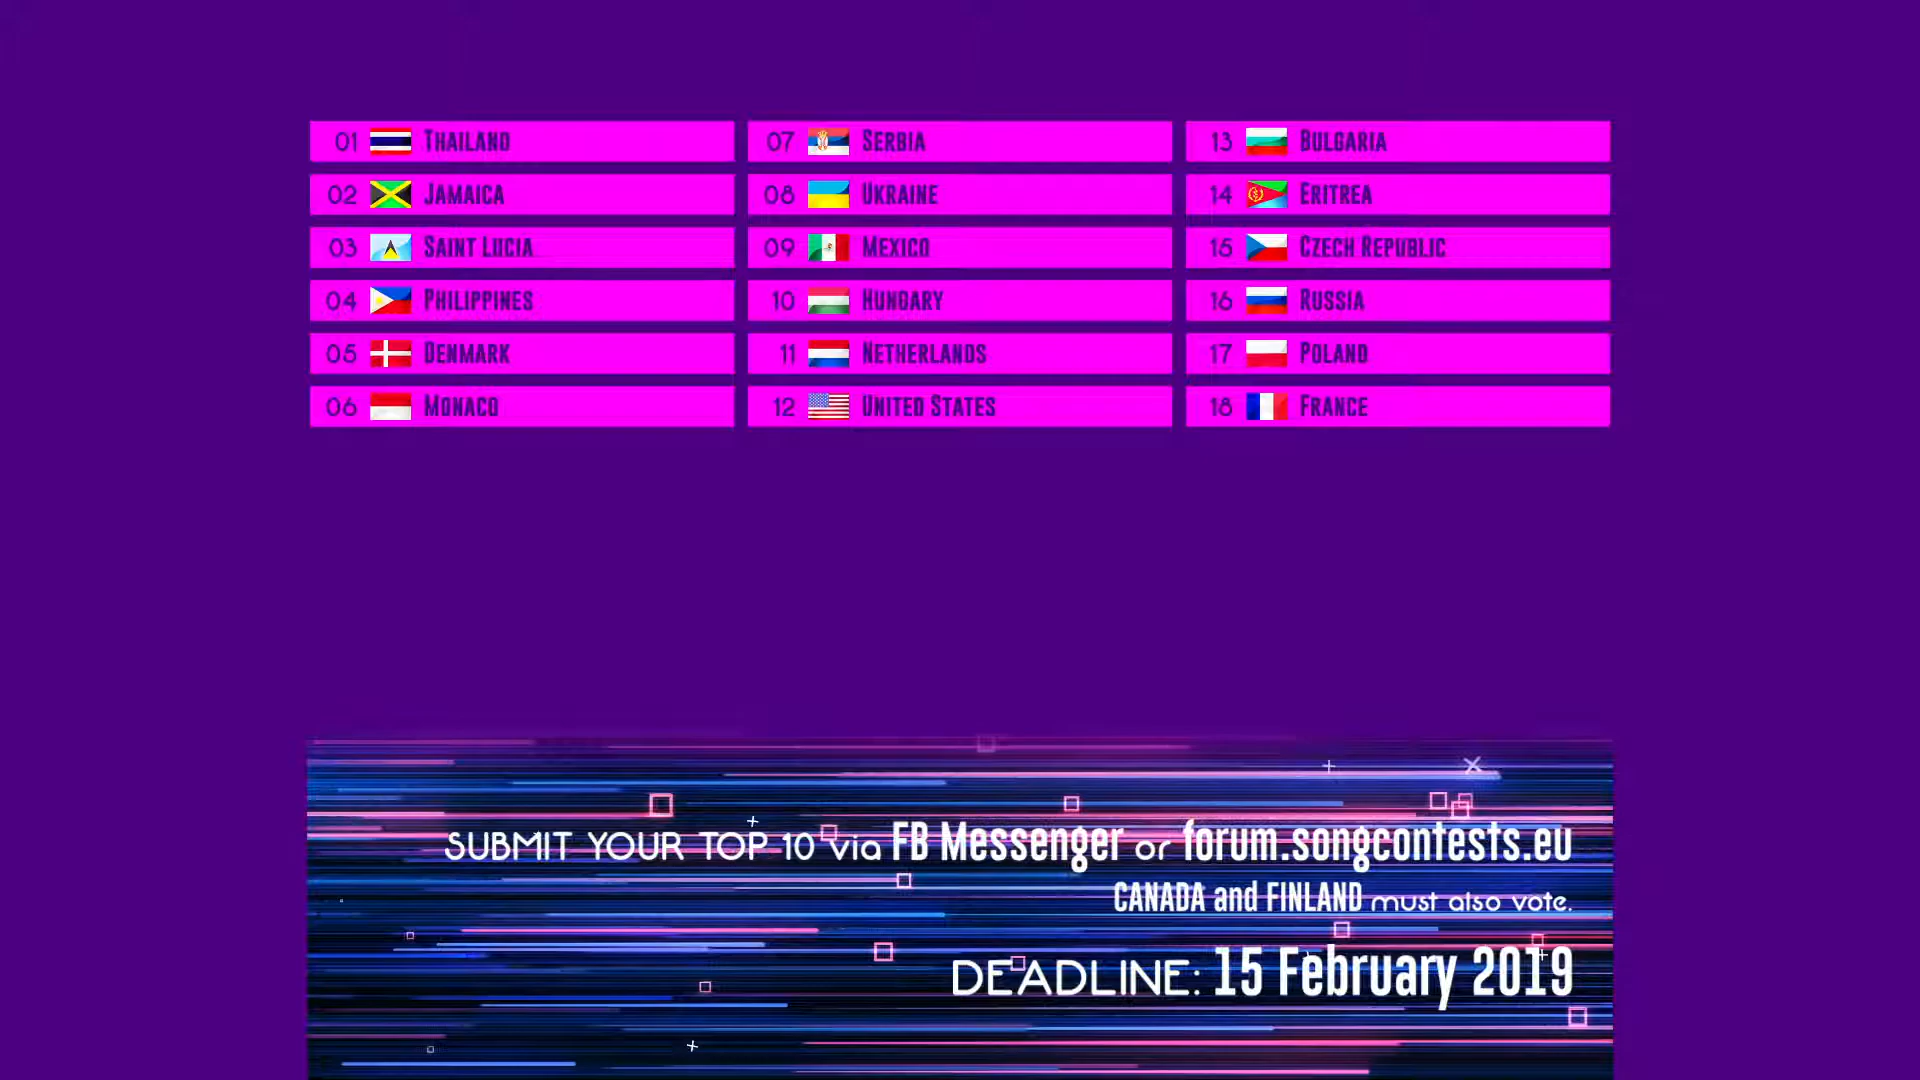 01 THAILAND
02 JAMAICA
03 SAINT LUCIA
04 PHILIPPINES
05 DENMARK
06 MONACO
07 SERBIA
08 UKRAINE
09 MEXICO
10 HUNGARY
11 NETHERLANDS
12 UNITED STATES
13 BULGARIA
14 ERITREA
15 CZECH REPUBLIC
16 RUSSIA
17 POLAND
18 FRANCE
SUBMIT YOUR TOP 10 via FB Messenger or forum.songcontests.eu
CANADA and FINLAND must also vote.
DEADLINE: 15 February 2019